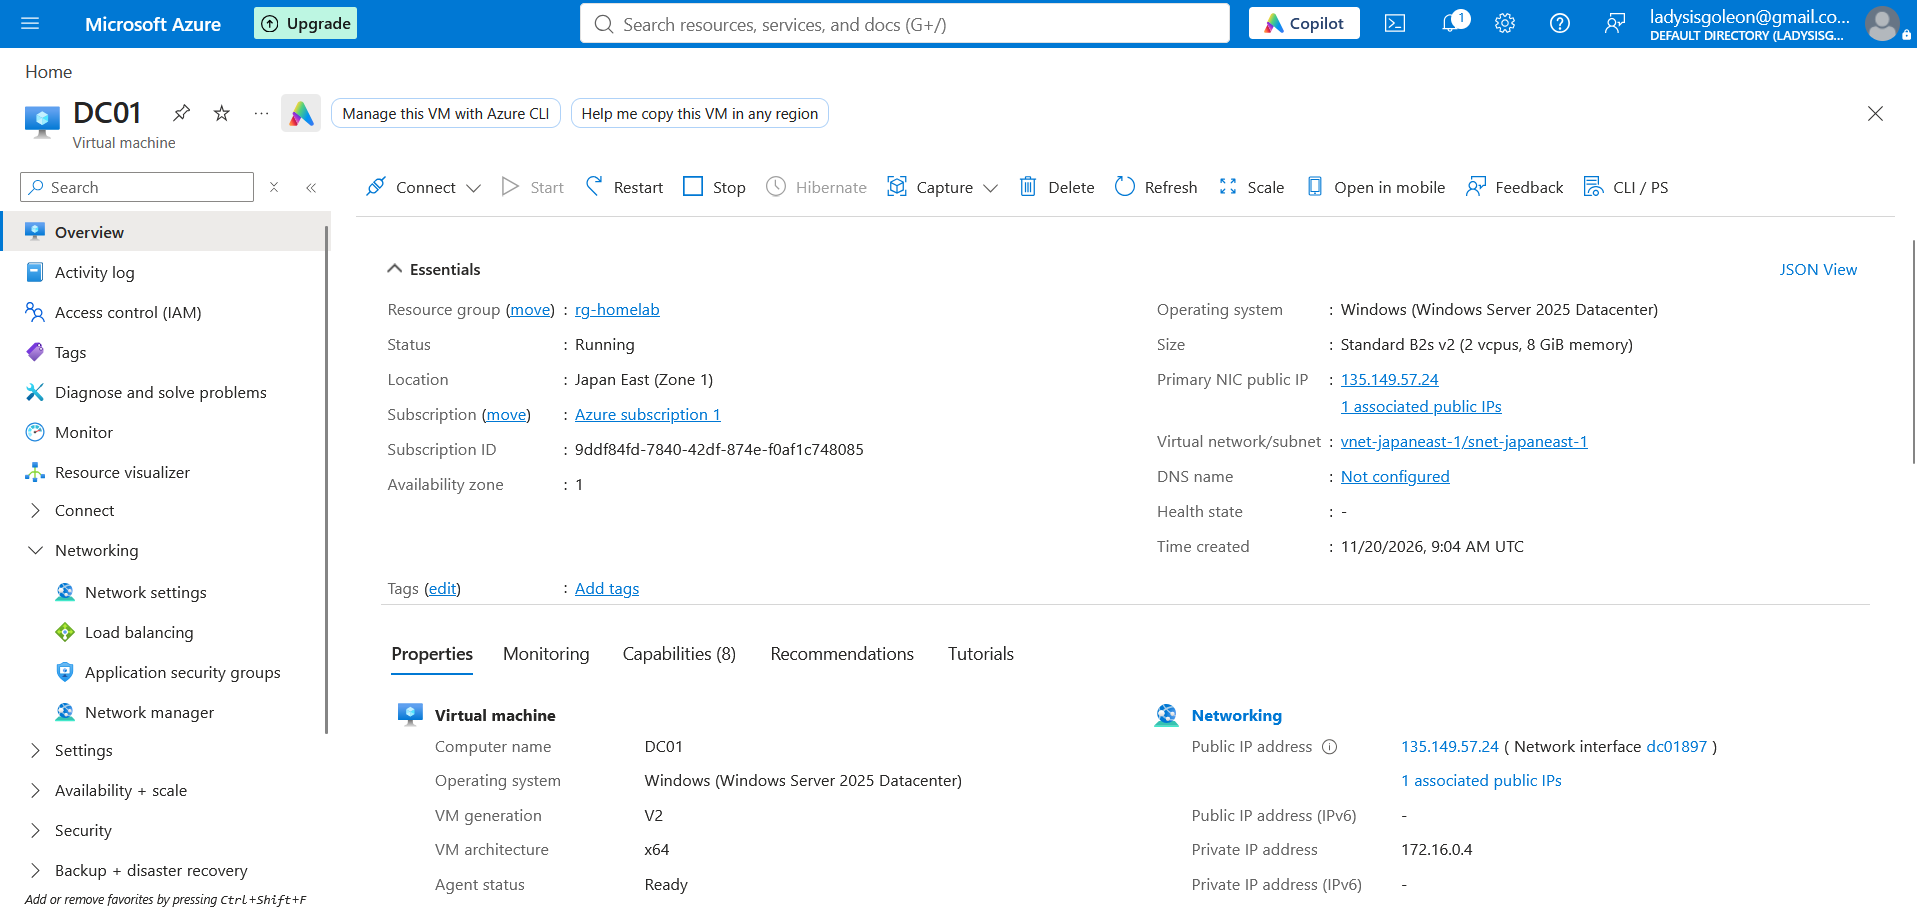 Microsoft Azure
Upgrade
Search resources, services, and docs (G+/)
Copilot
1
ladysisgoleon@gmail.co...
DEFAULT DIRECTORY (LADYSISG...
Home
DC01
Manage this VM with Azure CLI
Help me copy this VM in any region
Virtual machine
Search
Connect
Start
Restart
Stop
Hibernate
Capture
Delete
Refresh
Scale
Open in mobile
Feedback
CLI / PS
Overview
Activity log
Access control (IAM)
Tags
Diagnose and solve problems
Monitor
Resource visualizer
Connect
Networking
Network settings
Load balancing
Application security groups
Network manager
Settings
Availability + scale
Security
Backup + disaster recovery
Add or remove favorites by pressing Ctrl+Shift+F
Essentials
JSON View
Resource group (move) : rg-homelab
Status : Running
Location : Japan East (Zone 1)
Subscription (move) : Azure subscription 1
Subscription ID : 9ddf84fd-7840-42df-874e-f0af1c748085
Availability zone : 1
Operating system : Windows (Windows Server 2025 Datacenter)
Size : Standard B2s v2 (2 vcpus, 8 GiB memory)
Primary NIC public IP : 135.149.57.24
1 associated public IPs
Virtual network/subnet : vnet-japaneast-1/snet-japaneast-1
DNS name : Not configured
Health state : -
Time created : 11/20/2026, 9:04 AM UTC
Tags (edit) : Add tags
Properties
Monitoring
Capabilities (8)
Recommendations
Tutorials
Virtual machine
Computer name DC01
Operating system Windows (Windows Server 2025 Datacenter)
VM generation V2
VM architecture x64
Agent status Ready
Networking
Public IP address 135.149.57.24 ( Network interface dc01897 )
1 associated public IPs
Public IP address (IPv6) -
Private IP address 172.16.0.4
Private IP address (IPv6) -